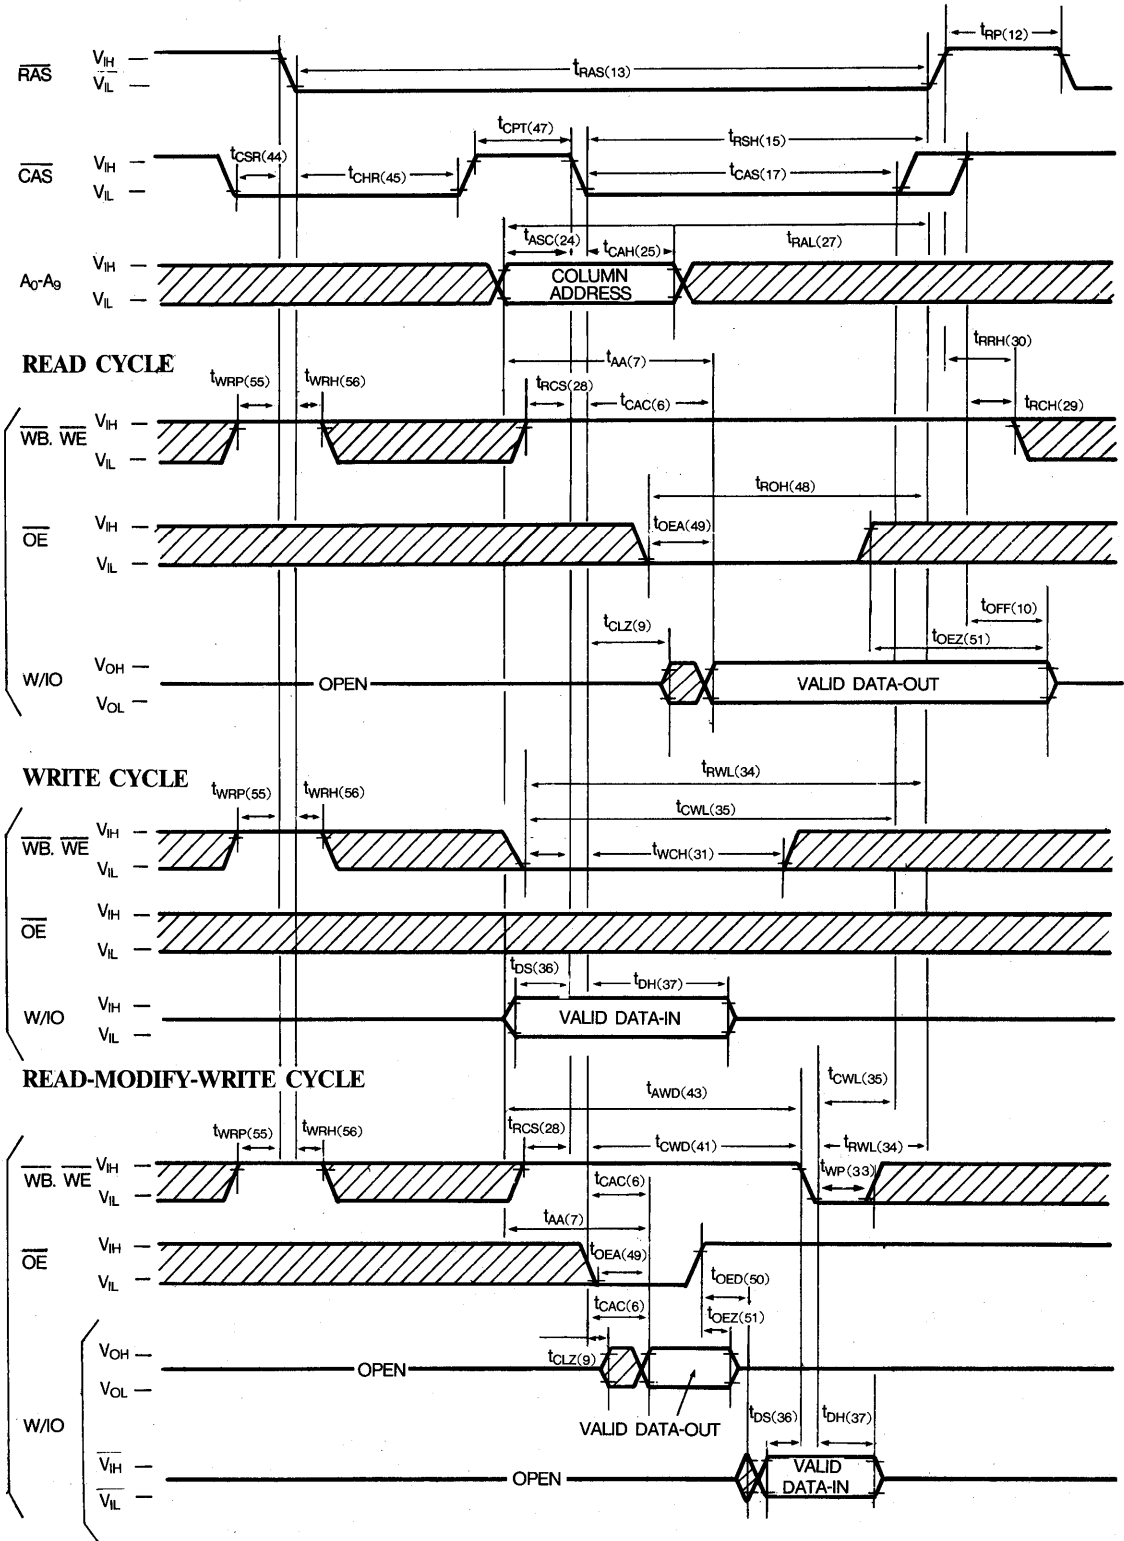 tRP(12)
RAS
VIH
VIL
tRAS(13)
tCPT(47)
tRSH(15)
CAS
VIH
VIL
tCSR(44)
tCHR(45)
tCAS(17)
tASC(24)
tCAH(25)
tRAL(27)
A0-A9
VIH
VIL
COLUMN
ADDRESS
READ CYCLE
tAA(7)
tRRH(30)
tWRP(55)
tWRH(56)
tRCS(28)
tCAC(6)
tRCH(29)
WB. WE
VIH
VIL
tROH(48)
OE
VIH
VIL
tOEA(49)
tCLZ(9)
tOFF(10)
tOEZ(51)
W/IO
VOH
VOL
OPEN
VALID DATA-OUT
WRITE CYCLE
tRWL(34)
tWRP(55)
tWRH(56)
tCWL(35)
WB. WE
VIH
VIL
tWCH(31)
OE
VIH
VIL
tDS(36)
tDH(37)
W/IO
VIH
VIL
VALID DATA-IN
READ-MODIFY-WRITE CYCLE
tAWD(43)
tCWL(35)
tWRP(55)
tWRH(56)
tRCS(28)
tCWD(41)
tRWL(34)
WB. WE
VIH
VIL
tCAC(6)
tWP(33)
tAA(7)
OE
VIH
VIL
tOEA(49)
tOED(50)
tCAC(6)
tOEZ(51)
W/IO
VOH
VOL
OPEN
tCLZ(9)
VALID DATA-OUT
tDS(36)
tDH(37)
VIH
VIL
OPEN
VALID
DATA-IN